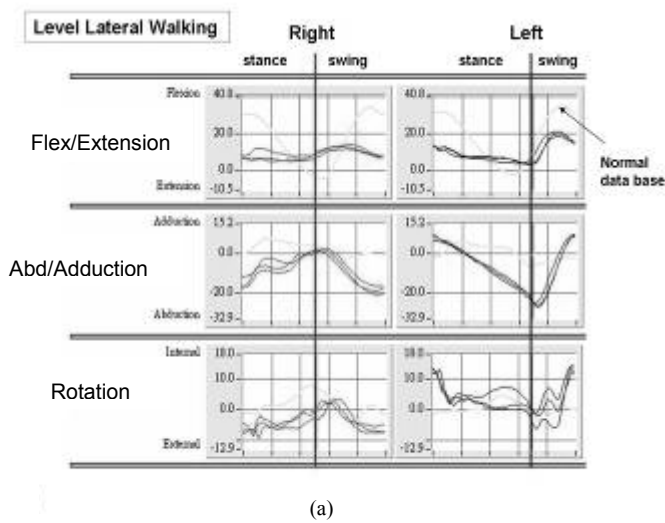 Level Lateral Walking
Right Left
stance swing stance swing
Flexion 40.0 40.0
20.0 20.0
Flex/Extension
0.0 0.0
Extension -10.5 -10.5
Normal
data base
Adduction 15.2 15.2
0.0 0.0
Abd/Adduction
-20.0 -20.0
Abduction -32.9 -32.9
Internal 18.0 18.0
10.0 10.0
Rotation
0.0 0.0
External -12.9 -12.9
(a)